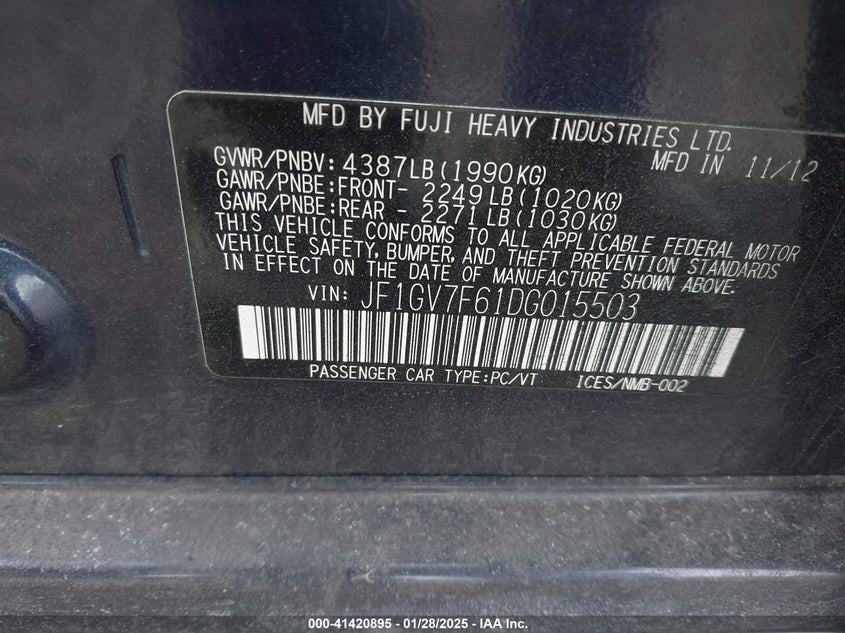 MFD BY FUJI HEAVY INDUSTRIES LTD.
GVWR/PNBV: 4387LB(1990KG) MFD IN 11/12
GAWR/PNBE:FRONT- 2249LB(1020KG)
GAWR/PNBE:REAR - 2271LB(1030KG)
THIS VEHICLE CONFORMS TO ALL APPLICABLE FEDERAL MOTOR
VEHICLE SAFETY, BUMPER, AND THEFT PREVENTION STANDARDS
IN EFFECT ON THE DATE OF MANUFACTURE SHOWN ABOVE.
VIN: JF1GV7F61DG015503
PASSENGER CAR TYPE:PC/VT ICES/NMB-002
000-41420895 - 01/28/2025 - IAA Inc.